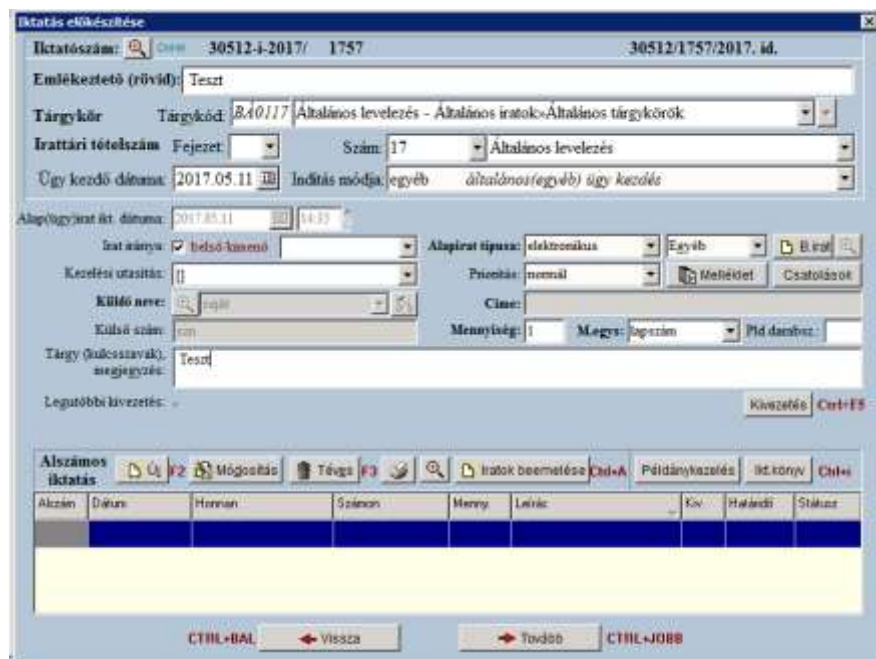 Iktatás előkészítése
Iktatószám: 30512-i-2017/ 1757 30512/1757/2017. id.
Emlékeztető (rövid): Teszt
Tárgykör Tárgykód: BÁ0117 Általános levelezés - Általános iratok»Általános tárgykörök
Irattári tételszám Fejezet: Szám: 17 Általános levelezés
Ügy kezdő dátuma: 2017.05.11 Indítás módja: egyéb általános(egyéb) ügy kezdés
Alap(ügy)irat ikt. dátuma: 2017.05.11
Irat iránya: belső-kimenő Alapirat típusa: elektronikus Egyéb B.irat
Kezelési utasítás: [] Prioritás: normál Melléklet Csatolások
Küldő neve: saját Címe:
Külső szám: Mennyiség: 1 M.egys: lapszám Pld.darabsz.:
Tárgy (kulcsszavak), Teszt
megjegyzés:
Legutóbbi kivezetés: - Kivezetés Ctrl+F5
Alszámos
iktatás Új F2 Módosítás Tévés F3 Iratok beemelése Ctrl+A Példánykezelés Ikt.könyv Ctrl+i
Alszám Dátum Honnan Számon Menny. Leírás Kiv. Határidő Státusz
CTRL+BAL Vissza Tovább CTRL+JOBB